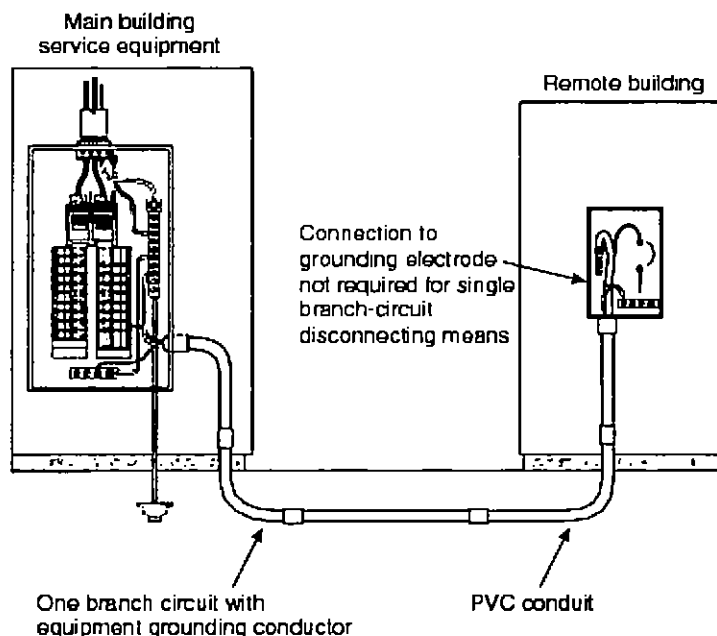 Main building
service equipment
Remote building
Connection to
grounding electrode
not required for single
branch-circuit
disconnecting means
One branch circuit with
equipment grounding conductor
PVC conduit